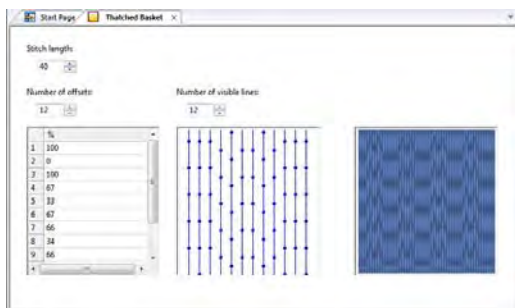 Start Page
Thatched Basket
Stitch length:
40
Number of offsets:
Number of visible lines:
12
12
%
1 100
2 0
3 100
4 67
5 33
6 67
7 66
8 34
9 66